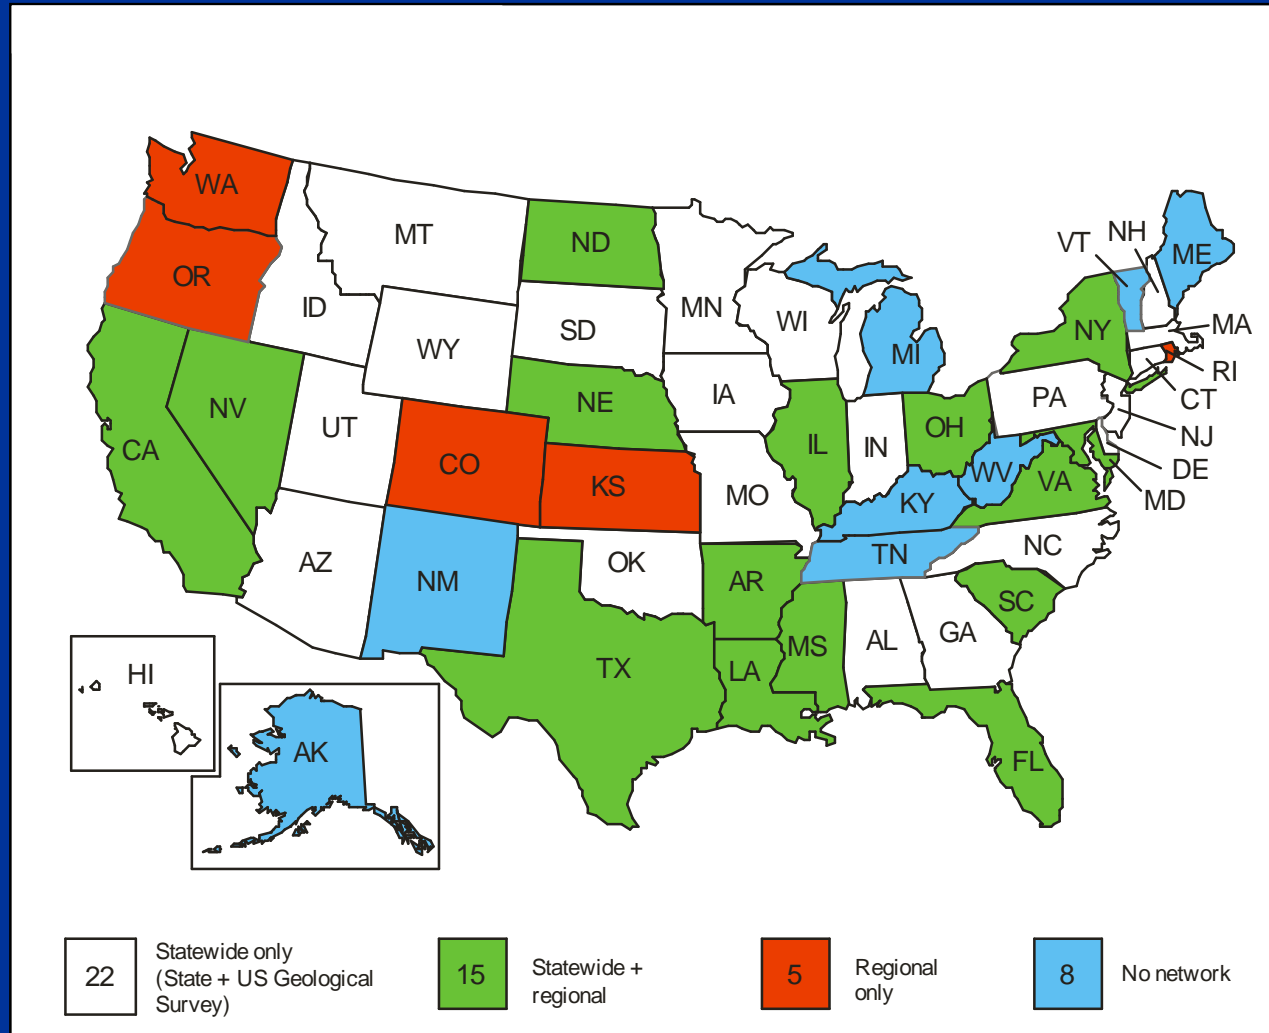 WA
MT
ND
OR
ID
MN
VT
NH
ME
SD
WI
WY
MI
NY
MA
RI
NE
IA
PA
CT
NV
UT
CA
CO
IL
IN
OH
NJ
KS
WV
VA
DE
MO
KY
MD
AZ
NM
OK
AR
TN
NC
SC
TX
LA
MS
AL
GA
HI
AK
FL
22
Statewide only
(State + US Geological
Survey)
15
Statewide +
regional
5
Regional
only
8
No network